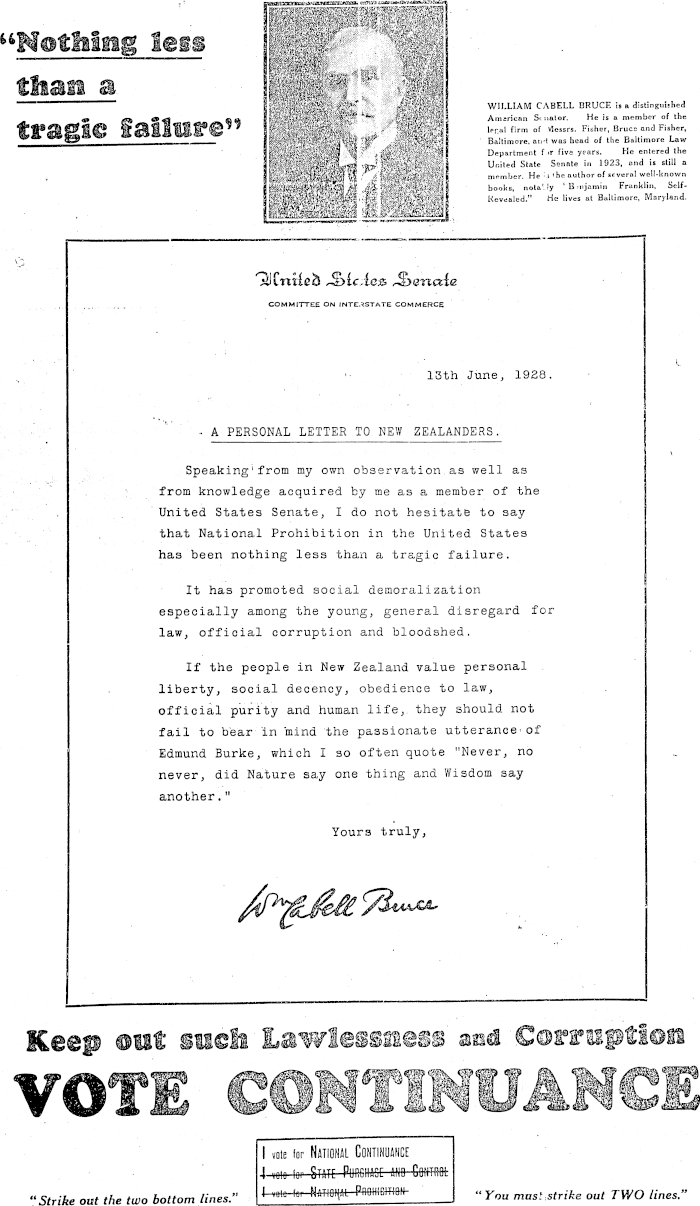 “Nothing less
than a
tragic failure”
WILLIAM CABELL BRUCE is a distinguished
American Senator. He is a member of the
legal firm of Messrs. Fisher, Bruce and Fisher,
Baltimore, and was head of the Baltimore Law
Department for five years. He entered the
United State Senate in 1923, and is still a
member. He is the author of several well-known
books, notably "Benjamin Franklin, Self-
Revealed." He lives at Baltimore, Maryland.
United States Senate
COMMITTEE ON INTERSTATE COMMERCE
13th June, 1928.
A PERSONAL LETTER TO NEW ZEALANDERS.
Speaking from my own observation as well as
from knowledge acquired by me as a member of the
United States Senate, I do not hesitate to say
that National Prohibition in the United States
has been nothing less than a tragic failure.
It has promoted social demoralization
especially among the young, general disregard for
law, official corruption and bloodshed.
If the people in New Zealand value personal
liberty, social decency, obedience to law,
official purity and human life, they should not
fail to bear in mind the passionate utterance of
Edmund Burke, which I so often quote "Never, no
never, did Nature say one thing and Wisdom say
another."
Yours truly,
Wm Cabell Bruce
Keep out such Lawlessness and Corruption
VOTE CONTINUANCE
I vote for NATIONAL CONTINUANCE
I vote for STATE PURCHASE AND CONTROL
I vote for NATIONAL PROHIBITION
“Strike out the two bottom lines.”
“You must strike out TWO lines.”